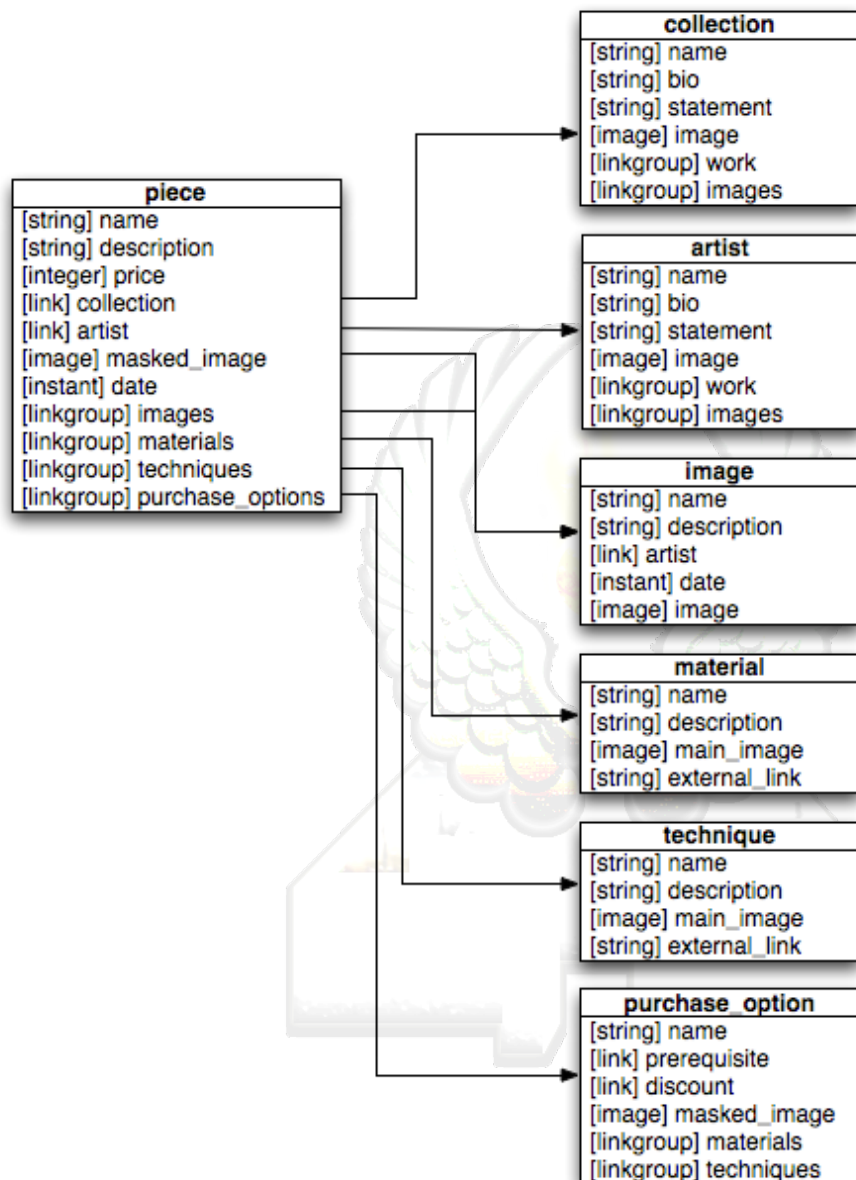 collection
[string] name
[string] bio
[string] statement
[image] image
[linkgroup] work
[linkgroup] images
piece
[string] name
[string] description
[integer] price
[link] collection
[link] artist
[image] masked_image
[instant] date
[linkgroup] images
[linkgroup] materials
[linkgroup] techniques
[linkgroup] purchase_options
artist
[string] name
[string] bio
[string] statement
[image] image
[linkgroup] work
[linkgroup] images
image
[string] name
[string] description
[link] artist
[instant] date
[image] image
material
[string] name
[string] description
[image] main_image
[string] external_link
technique
[string] name
[string] description
[image] main_image
[string] external_link
purchase_option
[string] name
[link] prerequisite
[link] discount
[image] masked_image
[linkgroup] materials
[linkgroup] techniques